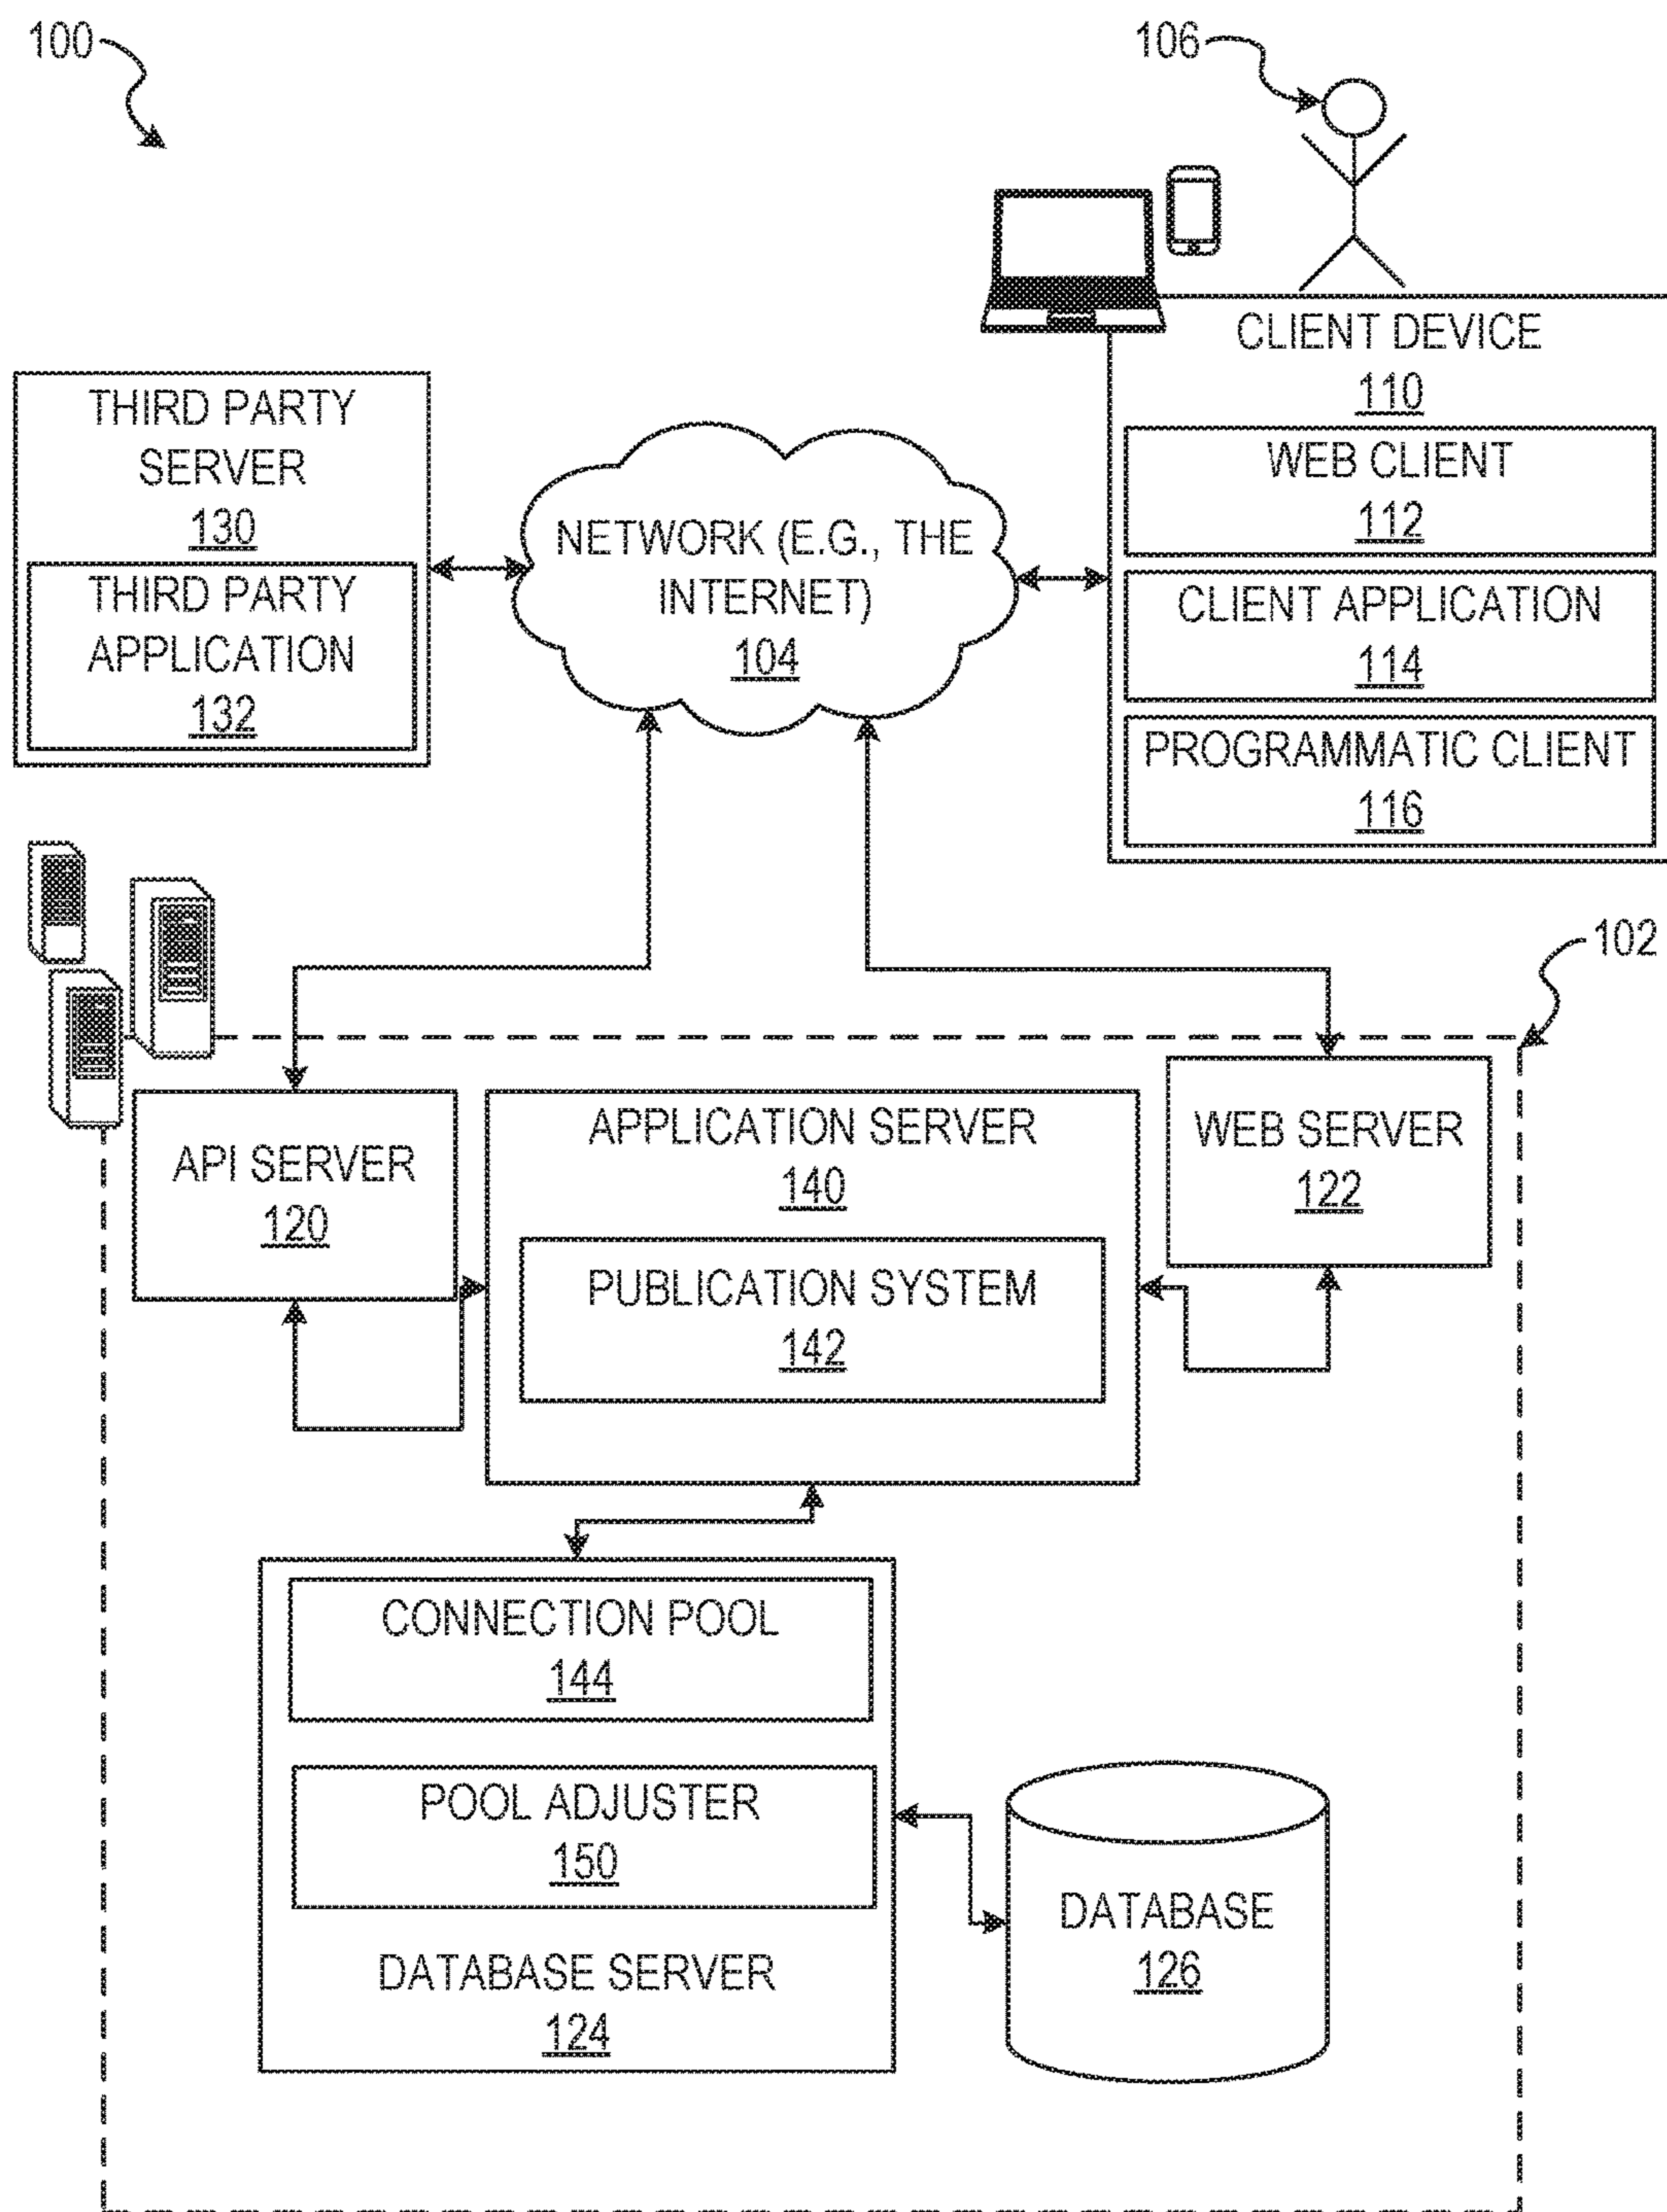 100
106
CLIENT DEVICE
110
WEB CLIENT
112
CLIENT APPLICATION
114
PROGRAMMATIC CLIENT
116
THIRD PARTY
SERVER
130
THIRD PARTY
APPLICATION
132
NETWORK (E.G., THE
INTERNET)
104
102
API SERVER
120
APPLICATION SERVER
140
PUBLICATION SYSTEM
142
WEB SERVER
122
CONNECTION POOL
144
POOL ADJUSTER
150
DATABASE SERVER
124
DATABASE
126